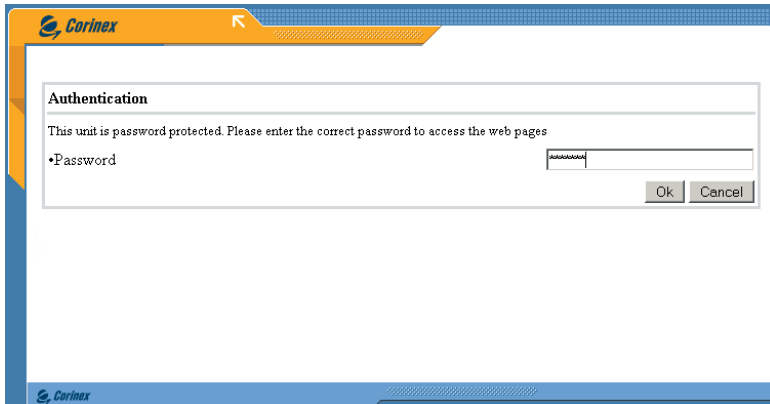 Corinex
Authentication
This unit is password protected. Please enter the correct password to access the web pages
•Password
*******
Ok
Cancel
Corinex